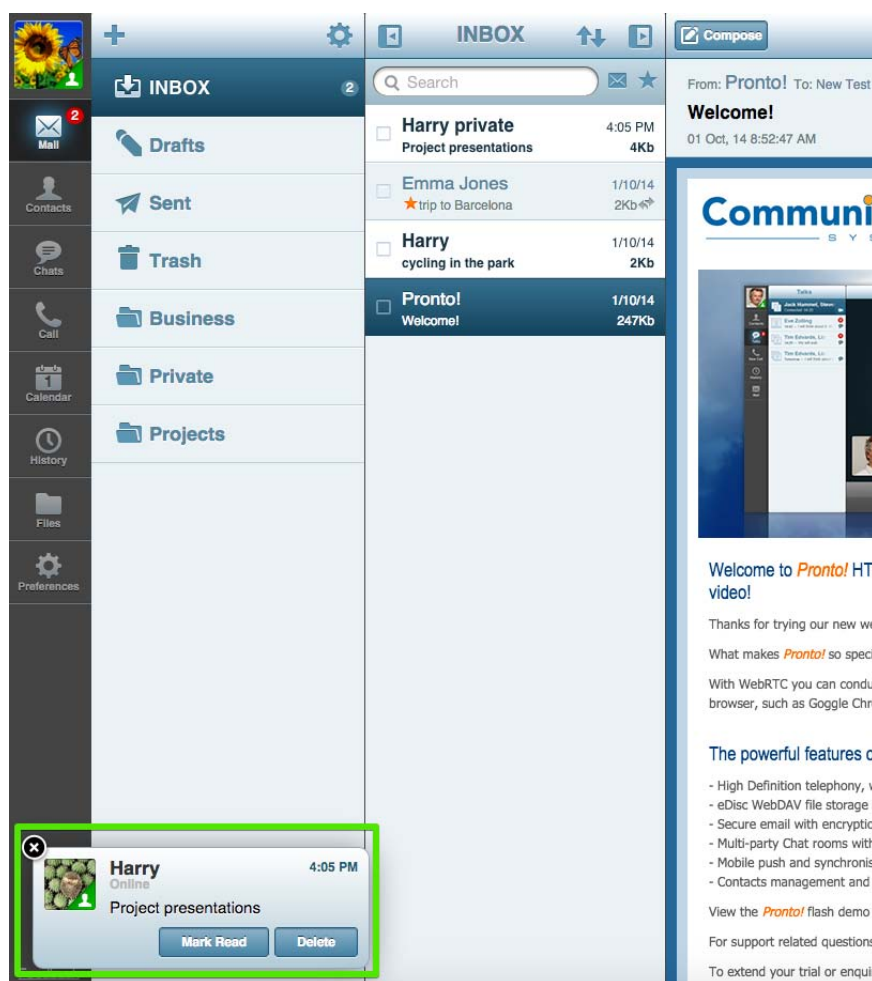 2
Mail
Contacts
Chats
Call
1
Calendar
History
Files
Preferences
INBOX 2
Drafts
Sent
Trash
Business
Private
Projects
INBOX
Search
Harry private 4:05 PM
Project presentations 4Kb
Emma Jones 1/10/14
trip to Barcelona 2Kb
Harry 1/10/14
cycling in the park 2Kb
Pronto! 1/10/14
Welcome! 247Kb
Compose
From: Pronto! To: New Test
Welcome!
01 Oct, 14 8:52:47 AM
Communi
S Y
Talks
Welcome to Pronto! HT
video!
Thanks for trying our new we
What makes Pronto! so speci
With WebRTC you can condu
browser, such as Goggle Chr
The powerful features o
- High Definition telephony, v
- eDisc WebDAV file storage
- Secure email with encryptio
- Multi-party Chat rooms with
- Mobile push and synchronis
- Contacts management and
View the Pronto! flash demo
For support related questions
To extend your trial or enqui
Harry 4:05 PM
Online
Project presentations
Mark Read Delete